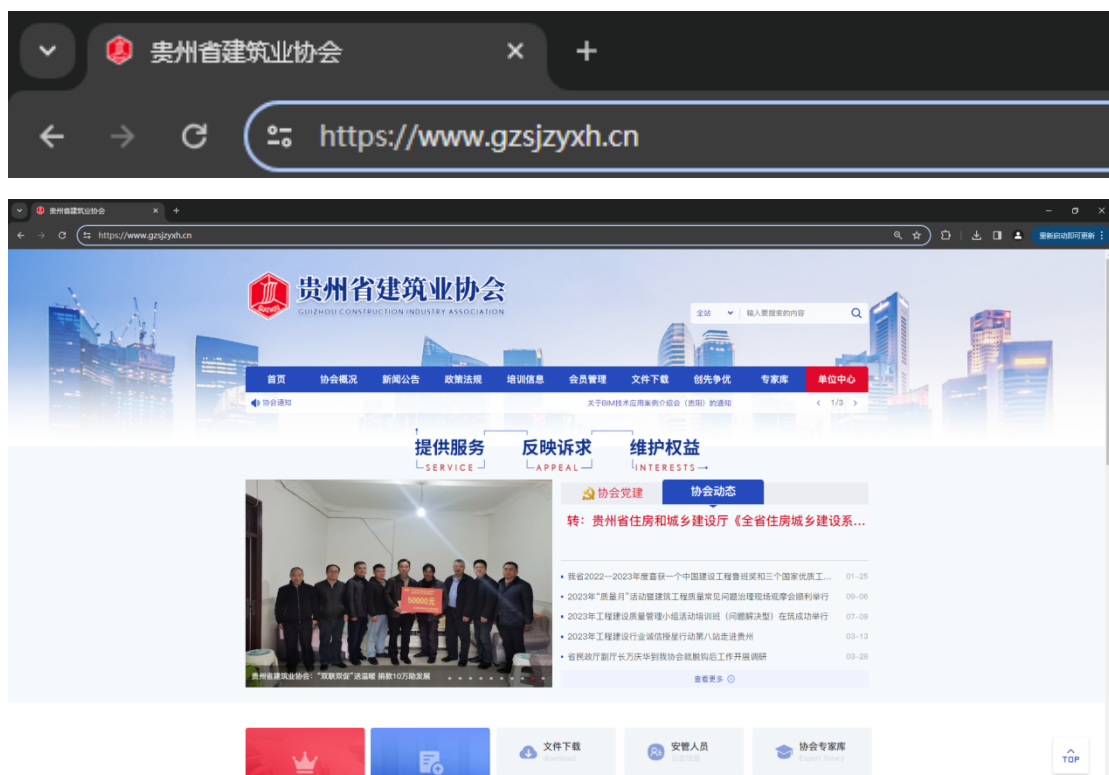 贵州省建筑业协会
https://www.gzsjzyxh.cn
贵州省建筑业协会
https://www.gzsjzyxh.cn
重新启动即可更新
贵州省建筑业协会
GUIZHOU CONSTRUCTION INDUSTRY ASSOCIATION
全站 输入要搜索的内容
首页 协会概况 新闻公告 政策法规 培训信息 会员管理 文件下载 创先争优 专家库 单位中心
协会通知 关于BIM技术应用案例介绍会（贵阳）的通知 < 1/3 >
提供服务 反映诉求 维护权益
SERVICE APPEAL INTERESTS
协会党建 协会动态
转：贵州省住房和城乡建设厅《全省住房城乡建设系...
我省2022—2023年度喜获一个中国建设工程鲁班奖和三个国家优质工... 01-25
2023年“质量月”活动暨建筑工程质量常见问题治理现场观摩会顺利举行 09-06
2023年工程建设质量管理小组活动培训班（问题解决型）在筑成功举行 07-09
2023年工程建设行业诚信授星行动第八站走进贵州 03-13
省民政厅副厅长万庆华到我协会就脱钩后工作开展调研 03-28
查看更多
50000元
贵州省建筑业协会：“双联双促”送温暖 捐款10万助发展
文件下载 安管人员 协会专家库
download Expert library
TOP